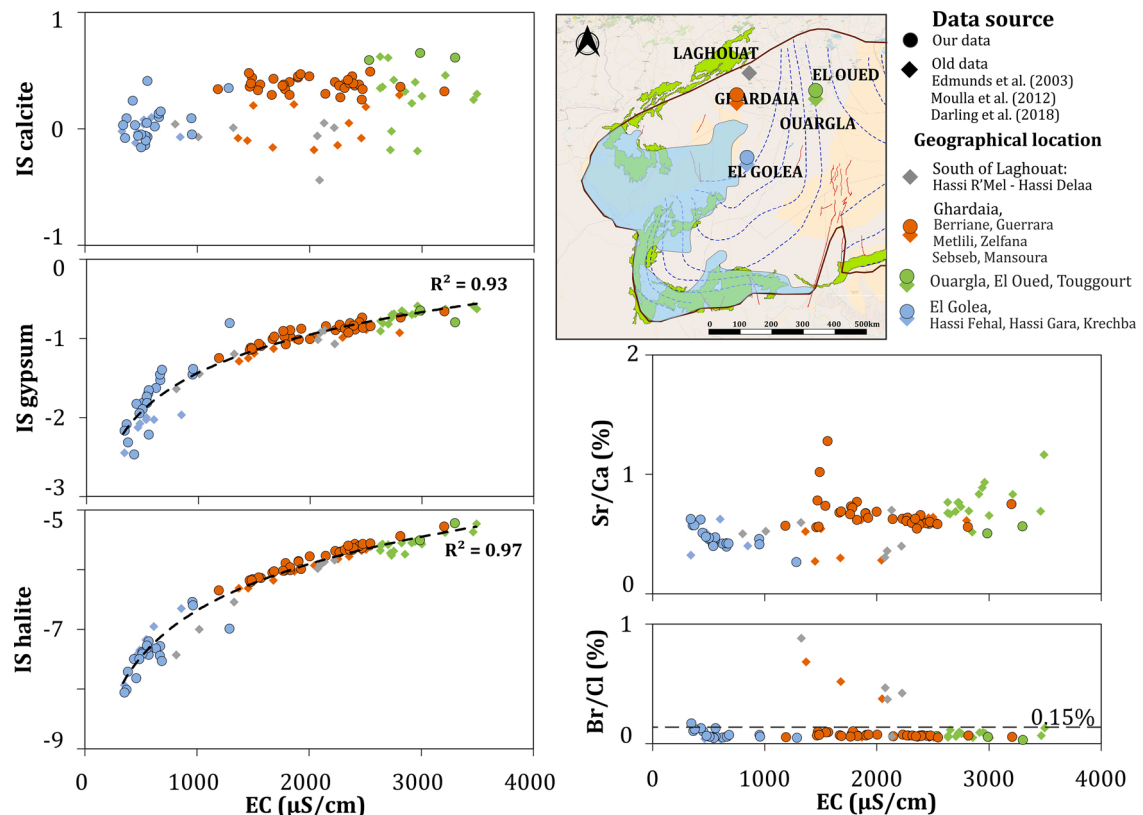 1
0
-1
IS calcite
0
-1
-2
-3
IS gypsum
R² = 0.93
-5
-7
-9
IS halite
R² = 0.97
0
1000
2000
3000
4000
EC (µS/cm)
LAGHOUAT
EL OUED
GHARDAIA
OUARGLA
EL GOLEA
0
100
200
300
400
500km
Data source
Our data
Old data
Edmunds et al. (2003)
Moulla et al. (2012)
Darling et al. (2018)
Geographical location
South of Laghouat:
Hassi R'Mel - Hassi Delaa
Ghardaia,
Berriane, Guerrara
Metlili, Zelfana
Sebseb, Mansoura
Ouargla, El Oued, Touggourt
El Golea,
Hassi Fehal, Hassi Gara, Krechba
2
1
0
Sr/Ca (%)
1
0
Br/Cl (%)
0.15%
0
1000
2000
3000
4000
EC (µS/cm)